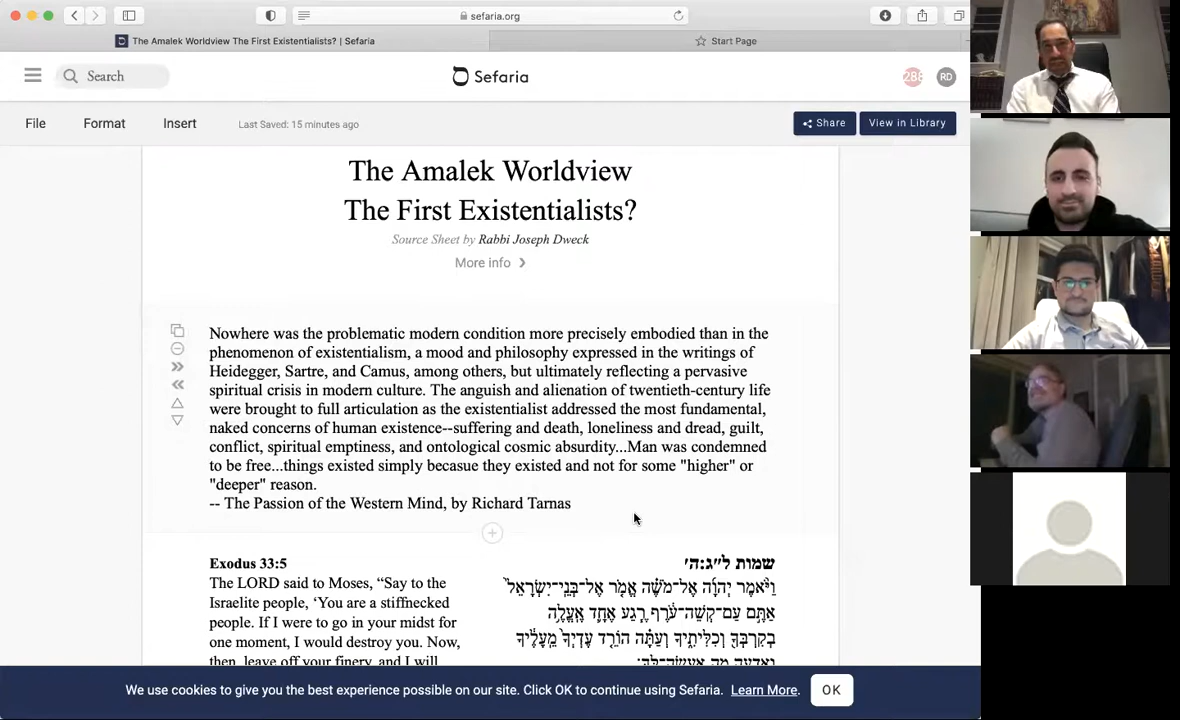 sefaria.org
The Amalek Worldview The First Existentialists? | Sefaria
Start Page
Search
Sefaria
288
RD
File
Format
Insert
Last Saved: 15 minutes ago
Share
View in Library
The Amalek Worldview
The First Existentialists?
Source Sheet by Rabbi Joseph Dweck
More info
Nowhere was the problematic modern condition more precisely embodied than in the
phenomenon of existentialism, a mood and philosophy expressed in the writings of
Heidegger, Sartre, and Camus, among others, but ultimately reflecting a pervasive
spiritual crisis in modern culture. The anguish and alienation of twentieth-century life
were brought to full articulation as the existentialist addressed the most fundamental,
naked concerns of human existence--suffering and death, loneliness and dread, guilt,
conflict, spiritual emptiness, and ontological cosmic absurdity...Man was condemned
to be free...things existed simply becasue they existed and not for some "higher" or
"deeper" reason.
-- The Passion of the Western Mind, by Richard Tarnas
Exodus 33:5
The LORD said to Moses, “Say to the
Israelite people, ‘You are a stiffnecked
people. If I were to go in your midst for
one moment, I would destroy you. Now,
then, leave off your finery, and I will
שמות ל״ג:ה׳
וַיֹּ֨אמֶר יְהוָ֜ה אֶל־מֹשֶׁ֗ה אֱמֹ֤ר אֶל־בְּנֵֽי־יִשְׂרָאֵל֙
אַתֶּ֣ם עַם־קְשֵׁה־עֹ֔רֶף רֶ֧גַע אֶחָ֛ד אֶֽעֱלֶ֥ה
בְקִרְבְּךָ֖ וְכִלִּיתִ֑יךָ וְעַתָּ֗ה הוֹרֵ֤ד עֶדְיְךָ֙ מֵֽעָלֶ֔יךָ
וְאֵדְעָ֖ה מָ֥ה אֶֽעֱשֶׂה־לָּֽךְ׃
We use cookies to give you the best experience possible on our site. Click OK to continue using Sefaria. Learn More.
OK